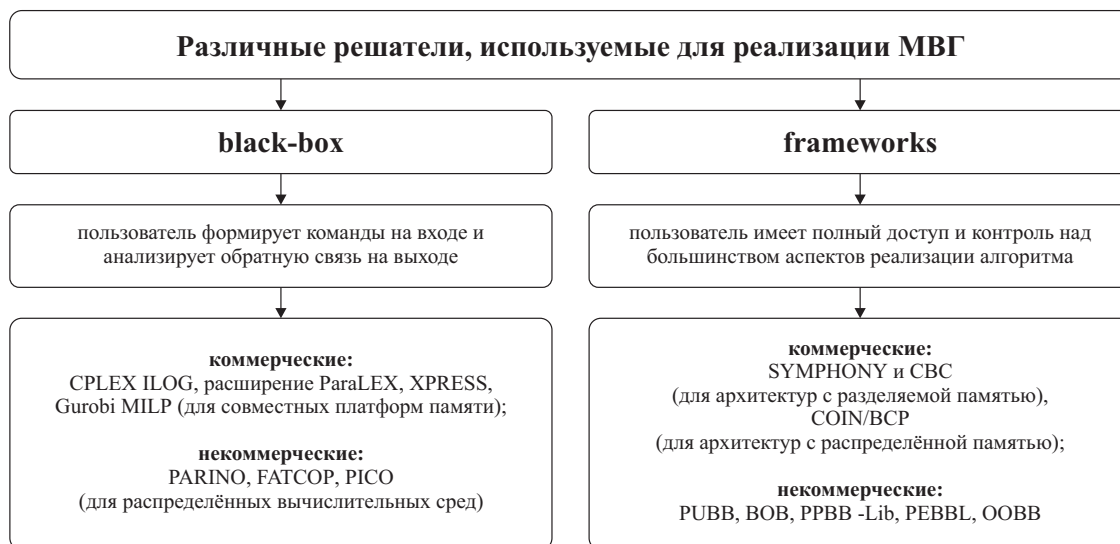 Различные решатели, используемые для реализации МВГ
black-box
пользователь формирует команды на входе и
анализирует обратную связь на выходе
коммерческие:
CPLEX ILOG, расширение ParaLEX, XPRESS,
Gurobi MILP (для совместных платформ памяти);
некоммерческие:
PARINO, FATCOP, PICO
(для распределённых вычислительных сред)
frameworks
пользователь имеет полный доступ и контроль над
большинством аспектов реализации алгоритма
коммерческие:
SYMPHONY и CBC
(для архитектур с разделяемой памятью),
COIN/BCP
(для архитектур с распределённой памятью);
некоммерческие:
PUBB, BOB, PPBB -Lib, PEBBL, OOBB